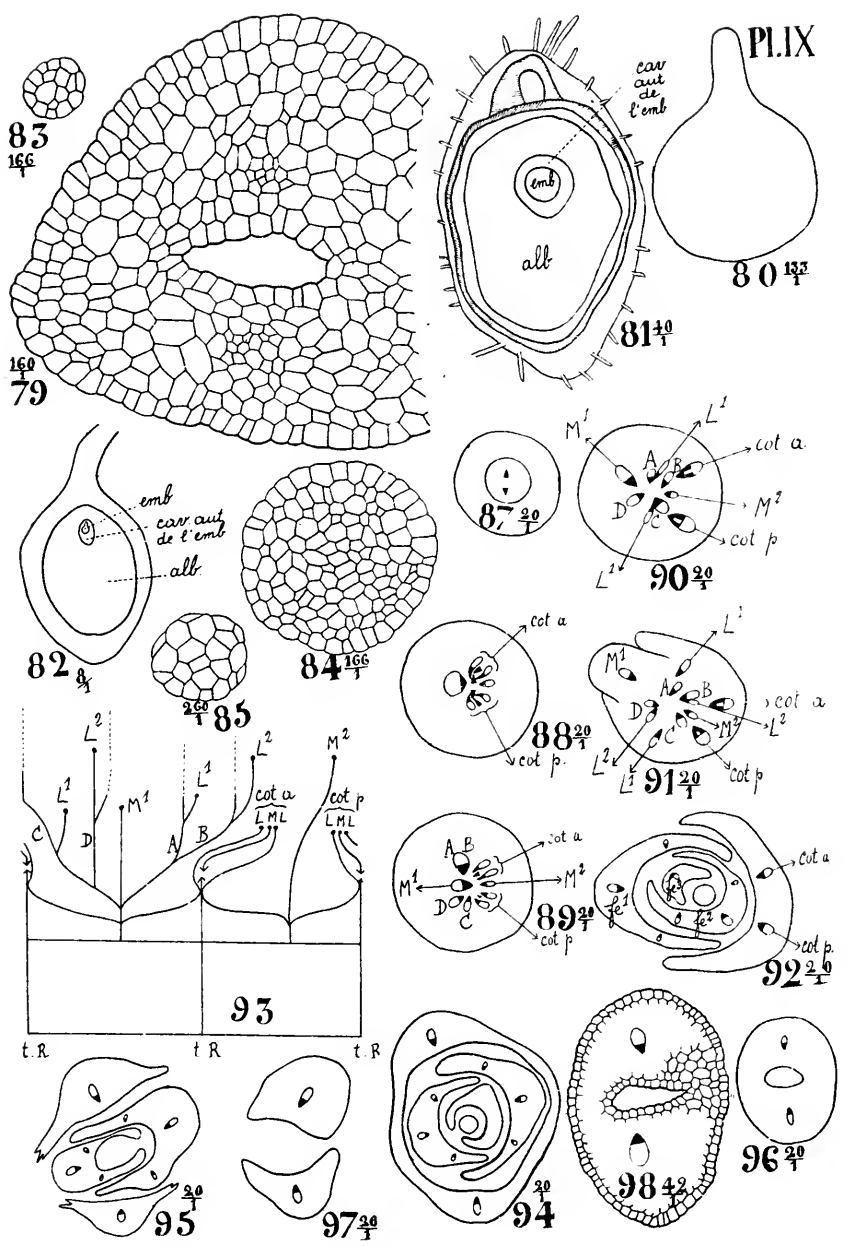 Pl.IX
83
166/1
160/1
79
cav
aut
de
l'emb
emb
alb
81 40/1
80 133/1
emb
cav. aut
de l'emb
alb
82 8/1
84 166/1
260/1 85
87 20/1
M¹
L¹
A
B
cot a
D
C
M²
cot p
L¹
90 20/1
cot a
cot p.
88 20/1
L¹
M¹
A
B
cot a
D
C
M²
L²
L²
L¹
cot p
91 20/1
A B
cot a
M¹
M²
D
C
cot p
89 20/1
fe¹
fe³
fe²
cot a
cot p.
92 20/1
L²
L¹
C
D
M¹
L¹
A
B
L²
cot a
L M L
M²
cot p
L M L
93
t.R
t R
t.R
95 20/1
97 20/1
20/1
94
98 42/1
96 20/1